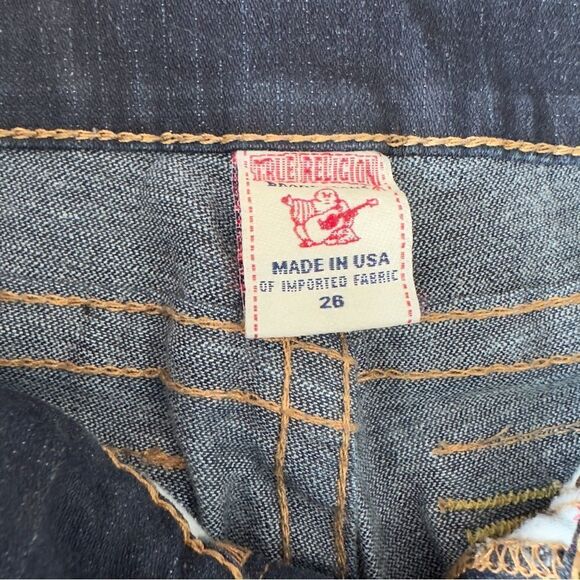 TRUE RELIGION
MADE IN USA
OF IMPORTED FABRIC
26